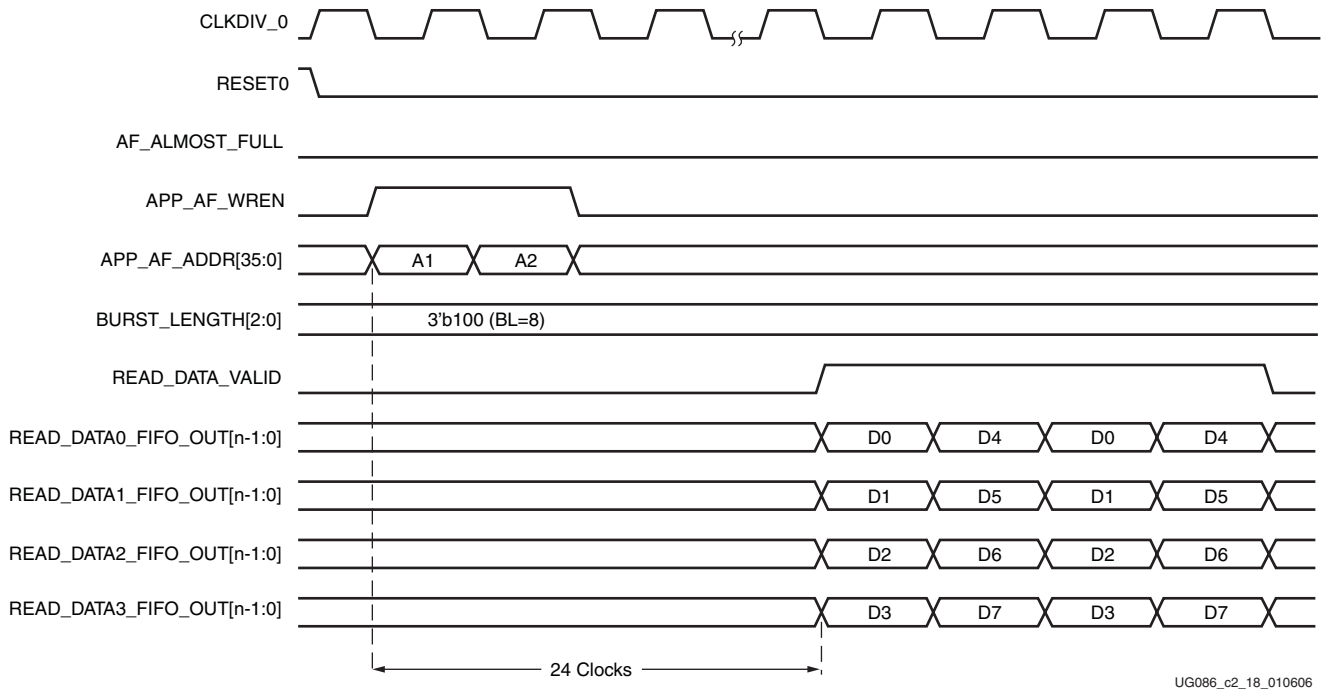 CLKDIV_0
RESET0
AF_ALMOST_FULL
APP_AF_WREN
APP_AF_ADDR[35:0] A1 A2
BURST_LENGTH[2:0] 3'b100 (BL=8)
READ_DATA_VALID
READ_DATA0_FIFO_OUT[n-1:0] D0 D4 D0 D4
READ_DATA1_FIFO_OUT[n-1:0] D1 D5 D1 D5
READ_DATA2_FIFO_OUT[n-1:0] D2 D6 D2 D6
READ_DATA3_FIFO_OUT[n-1:0] D3 D7 D3 D7
24 Clocks
UG086_c2_18_010606